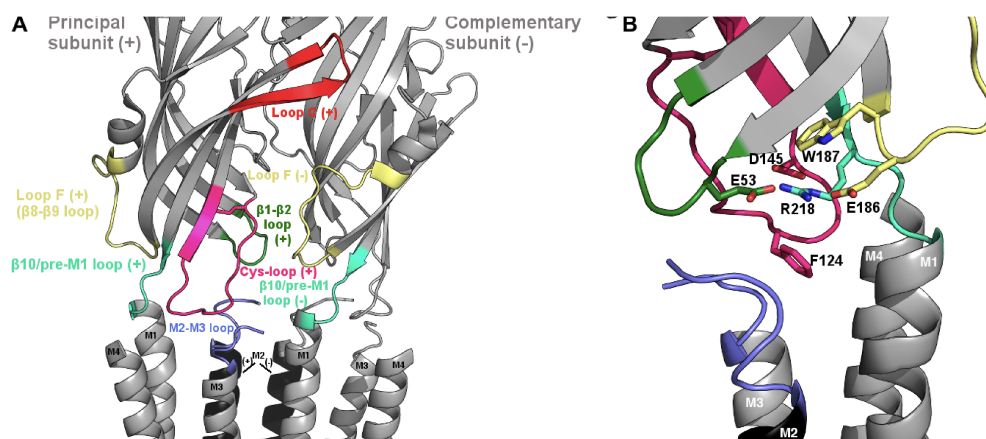 A
Principal
subunit (+)
Complementary
subunit (-)
Loop C (+)
Loop F (-)
Loop F (+)
(β8-β9 loop)
β1-β2
loop
(+)
β10/pre-M1 loop (+)
Cys-loop (+)
β10/pre-M1
loop (-)
M2-M3 loop
M1
M4
(+)
M2
(-)
M3
M1
M3
M4
B
D145
W187
E53
R218
E186
F124
M4
M1
M3
M2